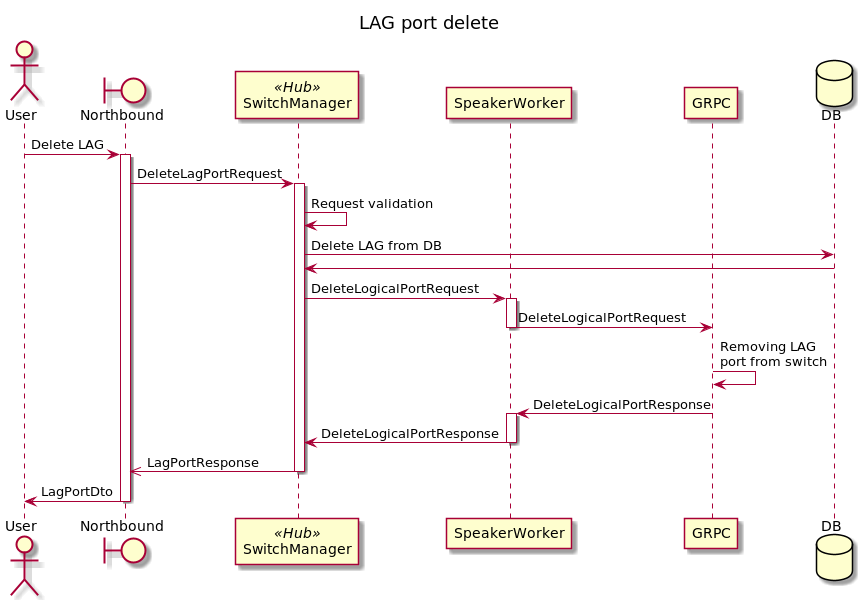 LAG port delete
User
Northbound
«Hub»
SwitchManager
SpeakerWorker
GRPC
DB
Delete LAG
DeleteLagPortRequest
Request validation
Delete LAG from DB
DeleteLogicalPortRequest
DeleteLogicalPortRequest
Removing LAG
port from switch
DeleteLogicalPortResponse
DeleteLogicalPortResponse
LagPortResponse
LagPortDto
User
Northbound
«Hub»
SwitchManager
SpeakerWorker
GRPC
DB